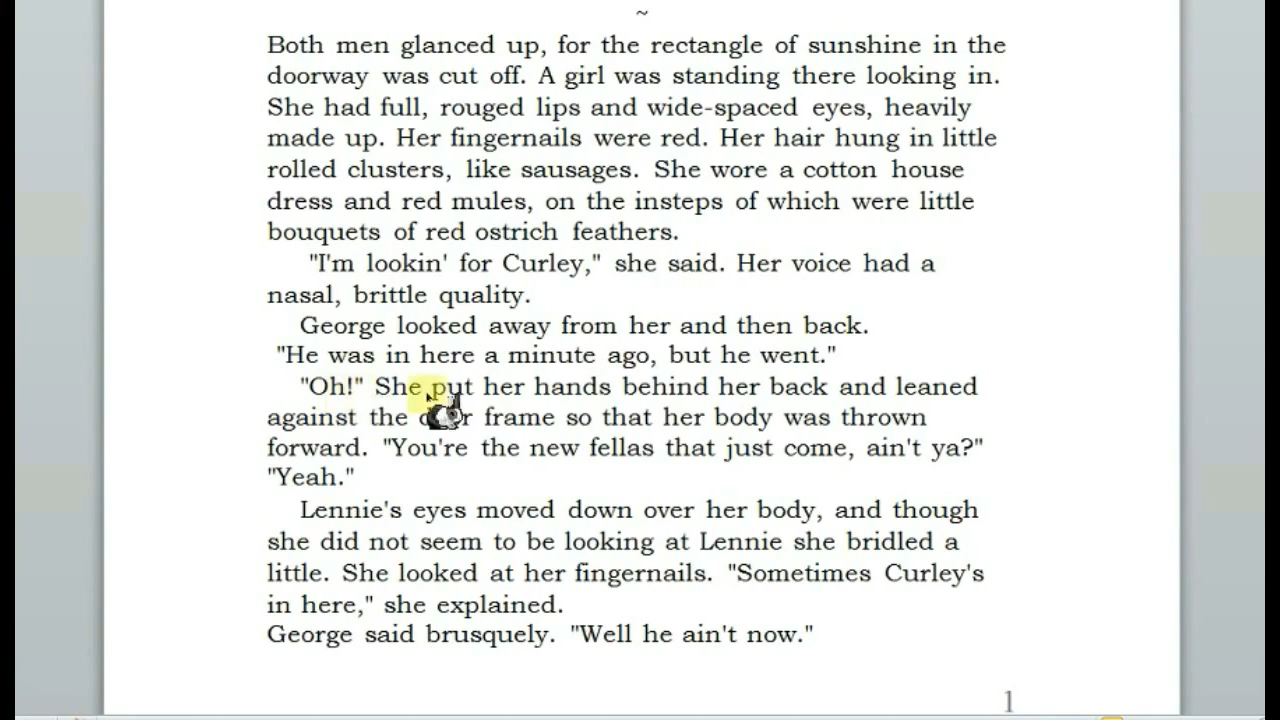 ~
Both men glanced up, for the rectangle of sunshine in the
doorway was cut off. A girl was standing there looking in.
She had full, rouged lips and wide-spaced eyes, heavily
made up. Her fingernails were red. Her hair hung in little
rolled clusters, like sausages. She wore a cotton house
dress and red mules, on the insteps of which were little
bouquets of red ostrich feathers.
"I'm lookin' for Curley," she said. Her voice had a
nasal, brittle quality.
George looked away from her and then back.
"He was in here a minute ago, but he went."
"Oh!" She put her hands behind her back and leaned
against the frame so that her body was thrown
forward. "You're the new fellas that just come, ain't ya?"
"Yeah."
Lennie's eyes moved down over her body, and though
she did not seem to be looking at Lennie she bridled a
little. She looked at her fingernails. "Sometimes Curley's
in here," she explained.
George said brusquely. "Well he ain't now."
1